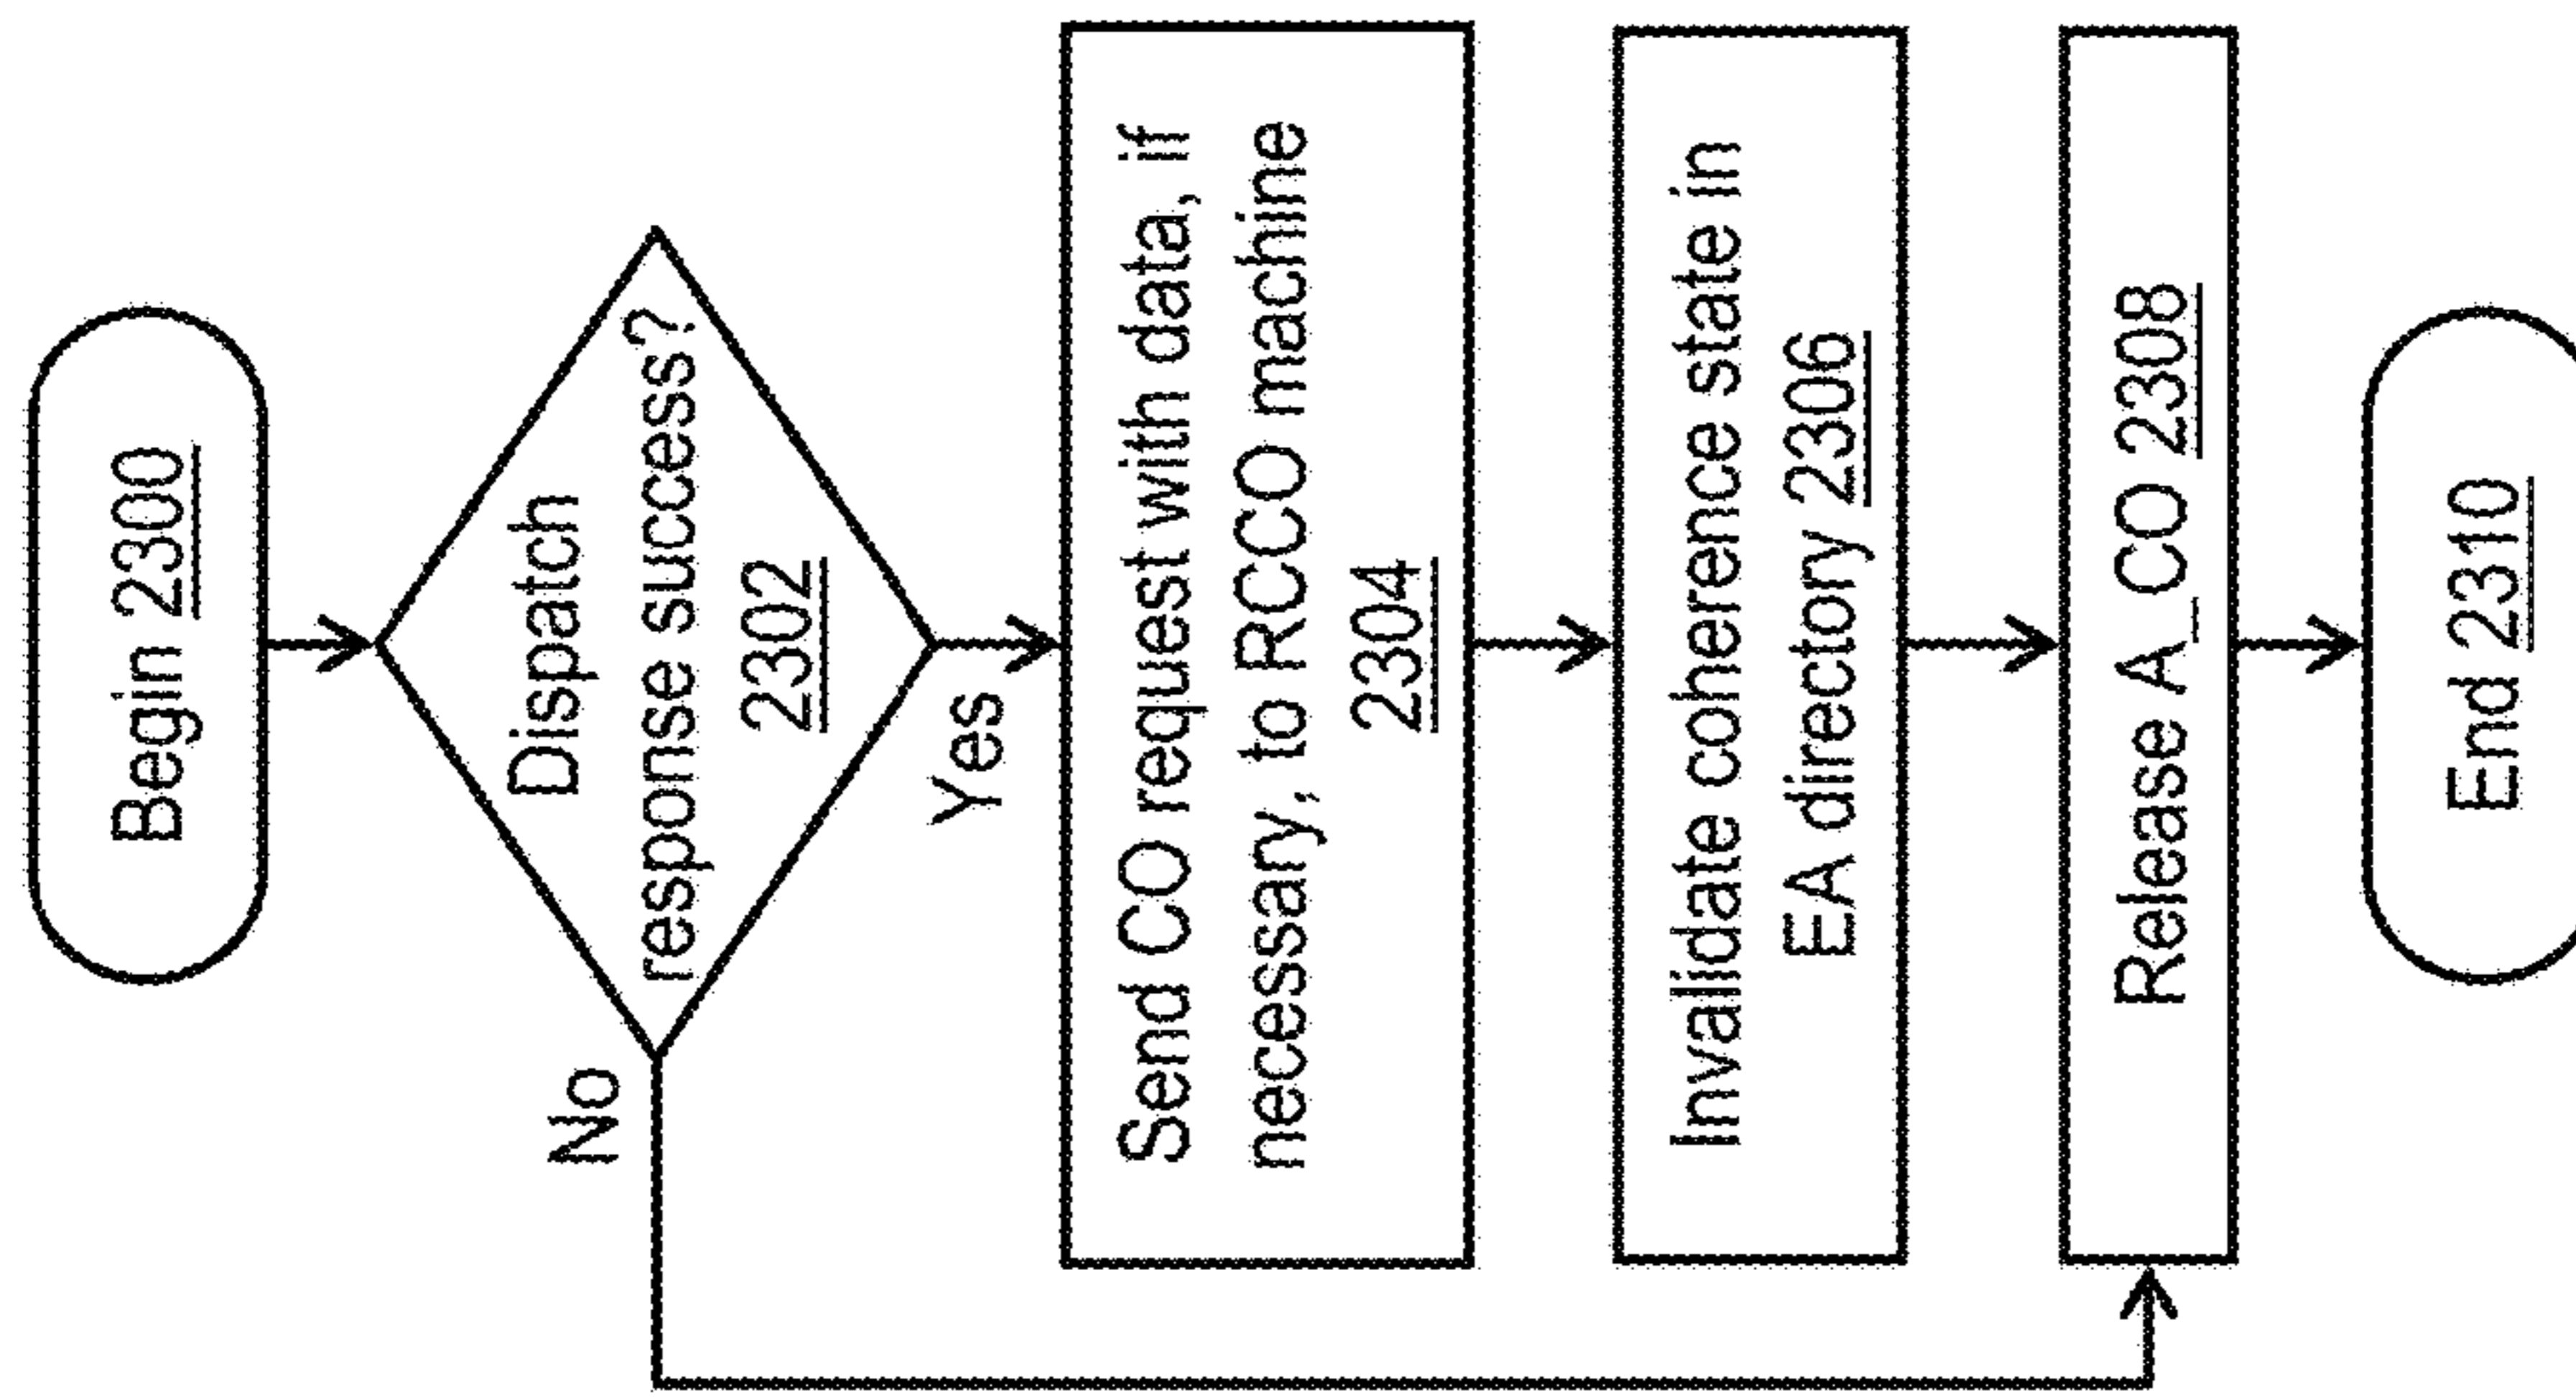 Begin 2300
Dispatch
response success?
2302
No
Yes
Send CO request with data, if
necessary, to RCCO machine
2304
Invalidate coherence state in
EA directory 2306
Release A_CO 2308
End 2310